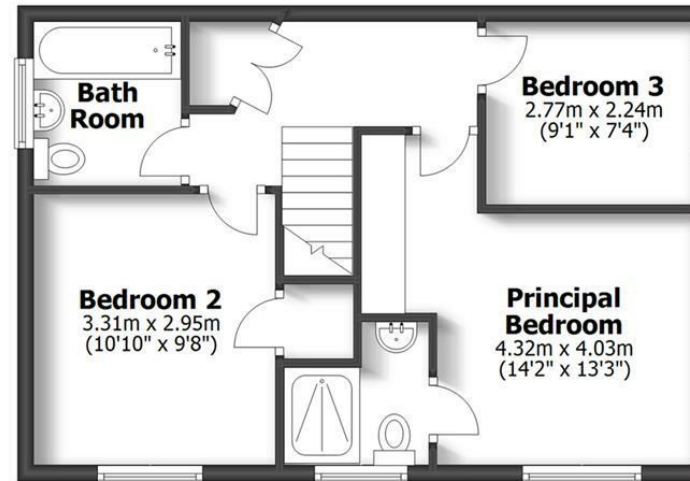 Bath
Room
Bedroom 3
2.77m x 2.24m
(9'1" x 7'4")
Bedroom 2
3.31m x 2.95m
(10'10" x 9'8")
Principal
Bedroom
4.32m x 4.03m
(14'2" x 13'3")